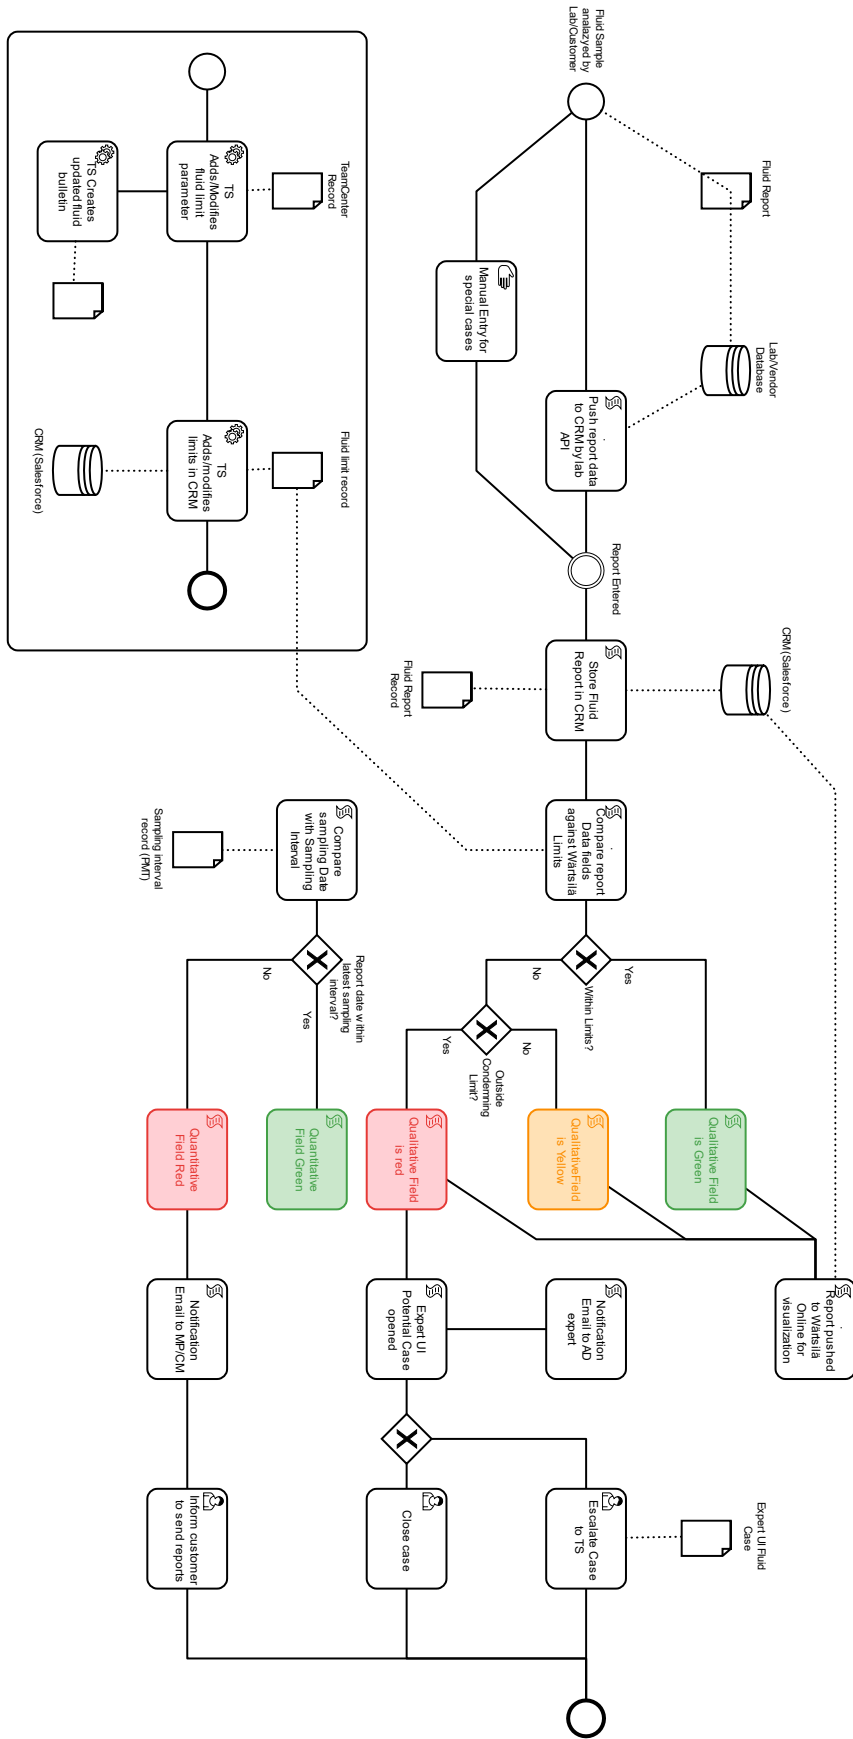 Fluid Sample
analazyed by
Lab/Customer
Fluid Report
Lab/Vendor
Database
Push report data
to CRM by lab
API
Manual Entry for
special cases
Report Entered
CRM (Salesforce)
Store Fluid
Report in CRM
Fluid Report
Record
Compare report
Data fields
against Wärtsilä
Limits
Within Limits?
Yes
No
Outside
Condemning
Limit?
No
Yes
Qualitative Field
is Green
QualitativeField
is Yellow
Qualitative Field
is red
Report pushed
to Wärtsilä
Online for
visualization
Notification
Email to AD
expert
Expert UI
Potential Case
opened
Expert UI Fluid
Case
Escalate Case
to TS
Close case
Compare
sampling Date
with Sampling
Interval
Sampling interval
record (PMT)
Report date within
latest sampling
interval?
Yes
No
Quantitative
Field Green
Quantitative
Field Red
Notification
Email to MP/CM
Inform customer
to send reports
TeamCenter
Record
TS
Adds/Modifies
fluid limit
parameter
TS Creates
updated fluid
bulletin
Fluid limit record
TS
Adds/modifies
limits in CRM
CRM (Salesforce)